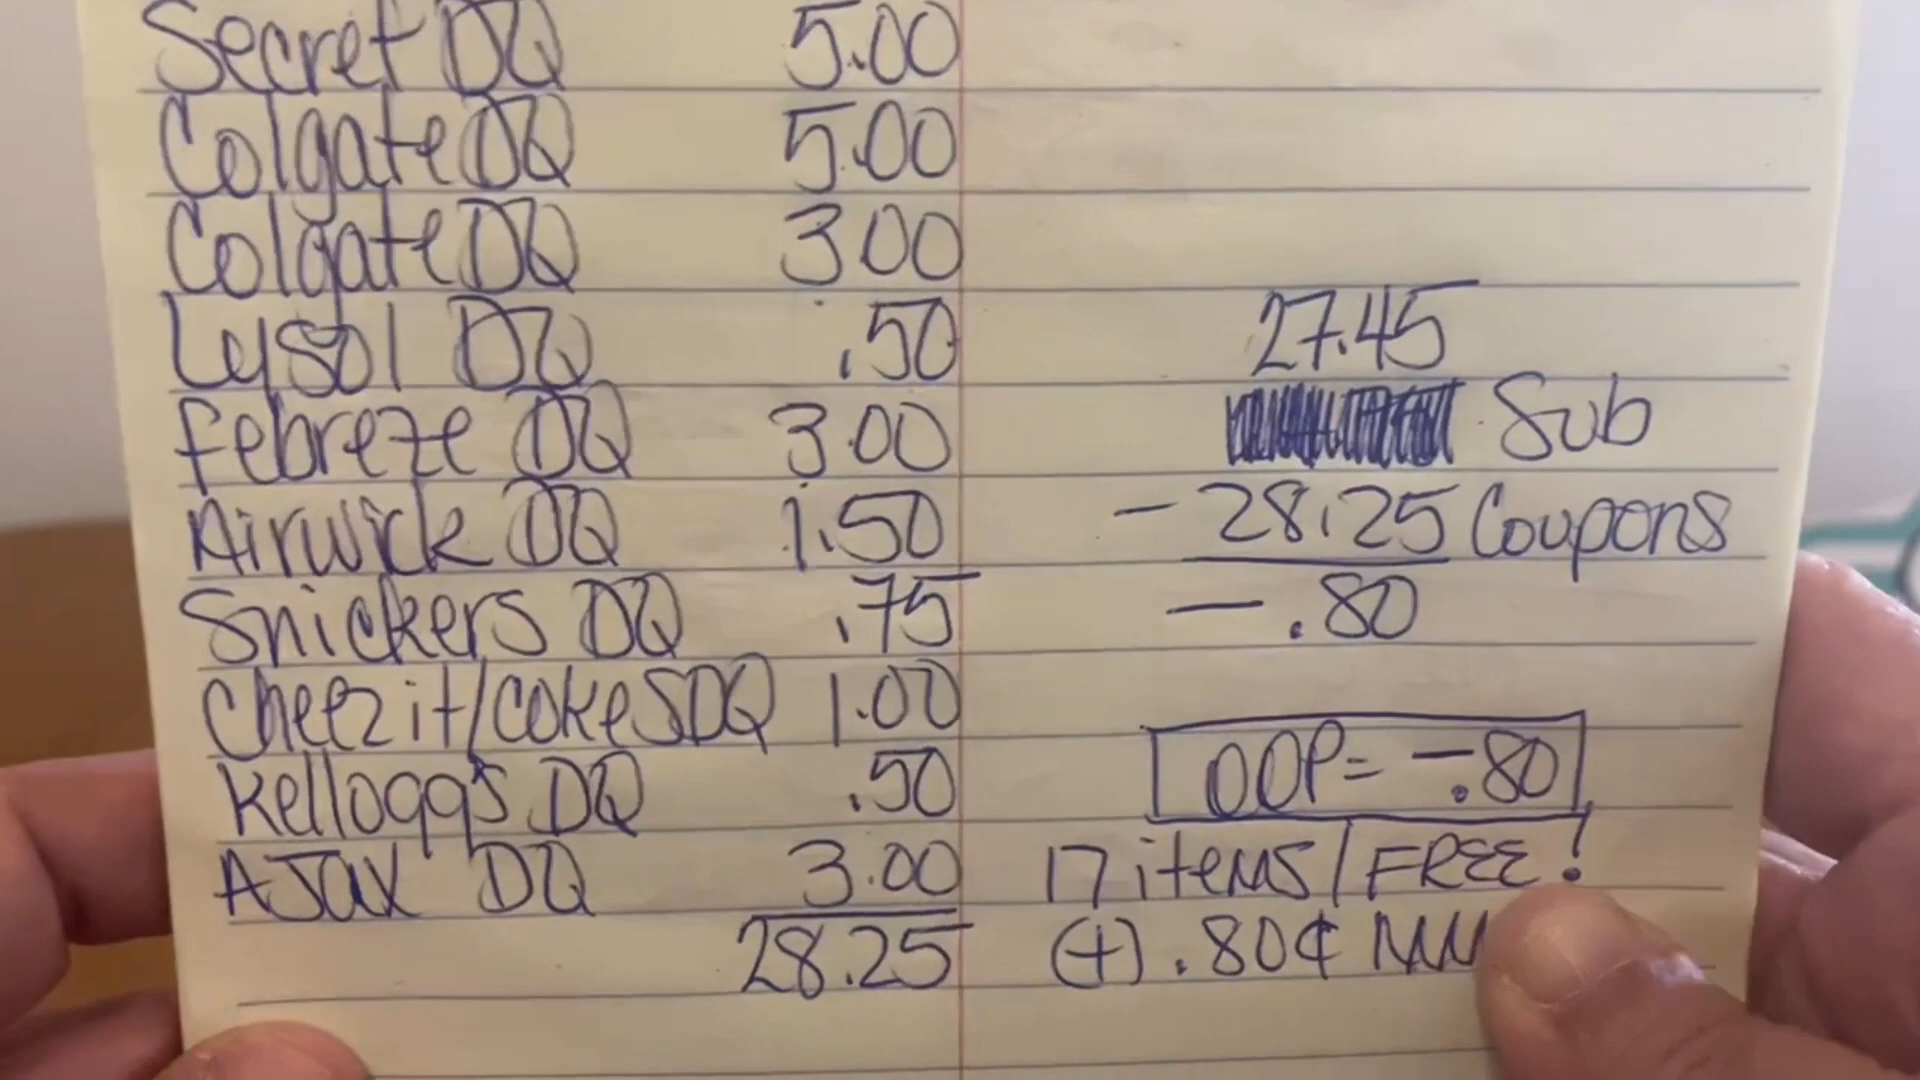 Secret DQ 5.00
Colgate DQ 5.00
Colgate DQ 3.00
Lysol DQ .50
Febreze DQ 3.00
Airwick DQ 1.50
Snickers DQ .75
Cheezit/Coke SDQ 1.00
Kelloggs DQ .50
AJax DQ 3.00
28.25
27.45
Sub
- 28.25 Coupons
- .80
OOP= -.80
17 items/FREE!
(+) .80¢ MM